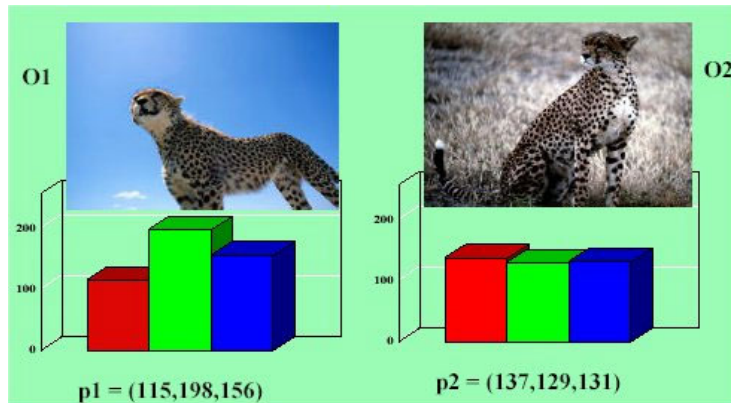 O1
O2
200
100
0
200
100
0
p1 = (115,198,156)
p2 = (137,129,131)